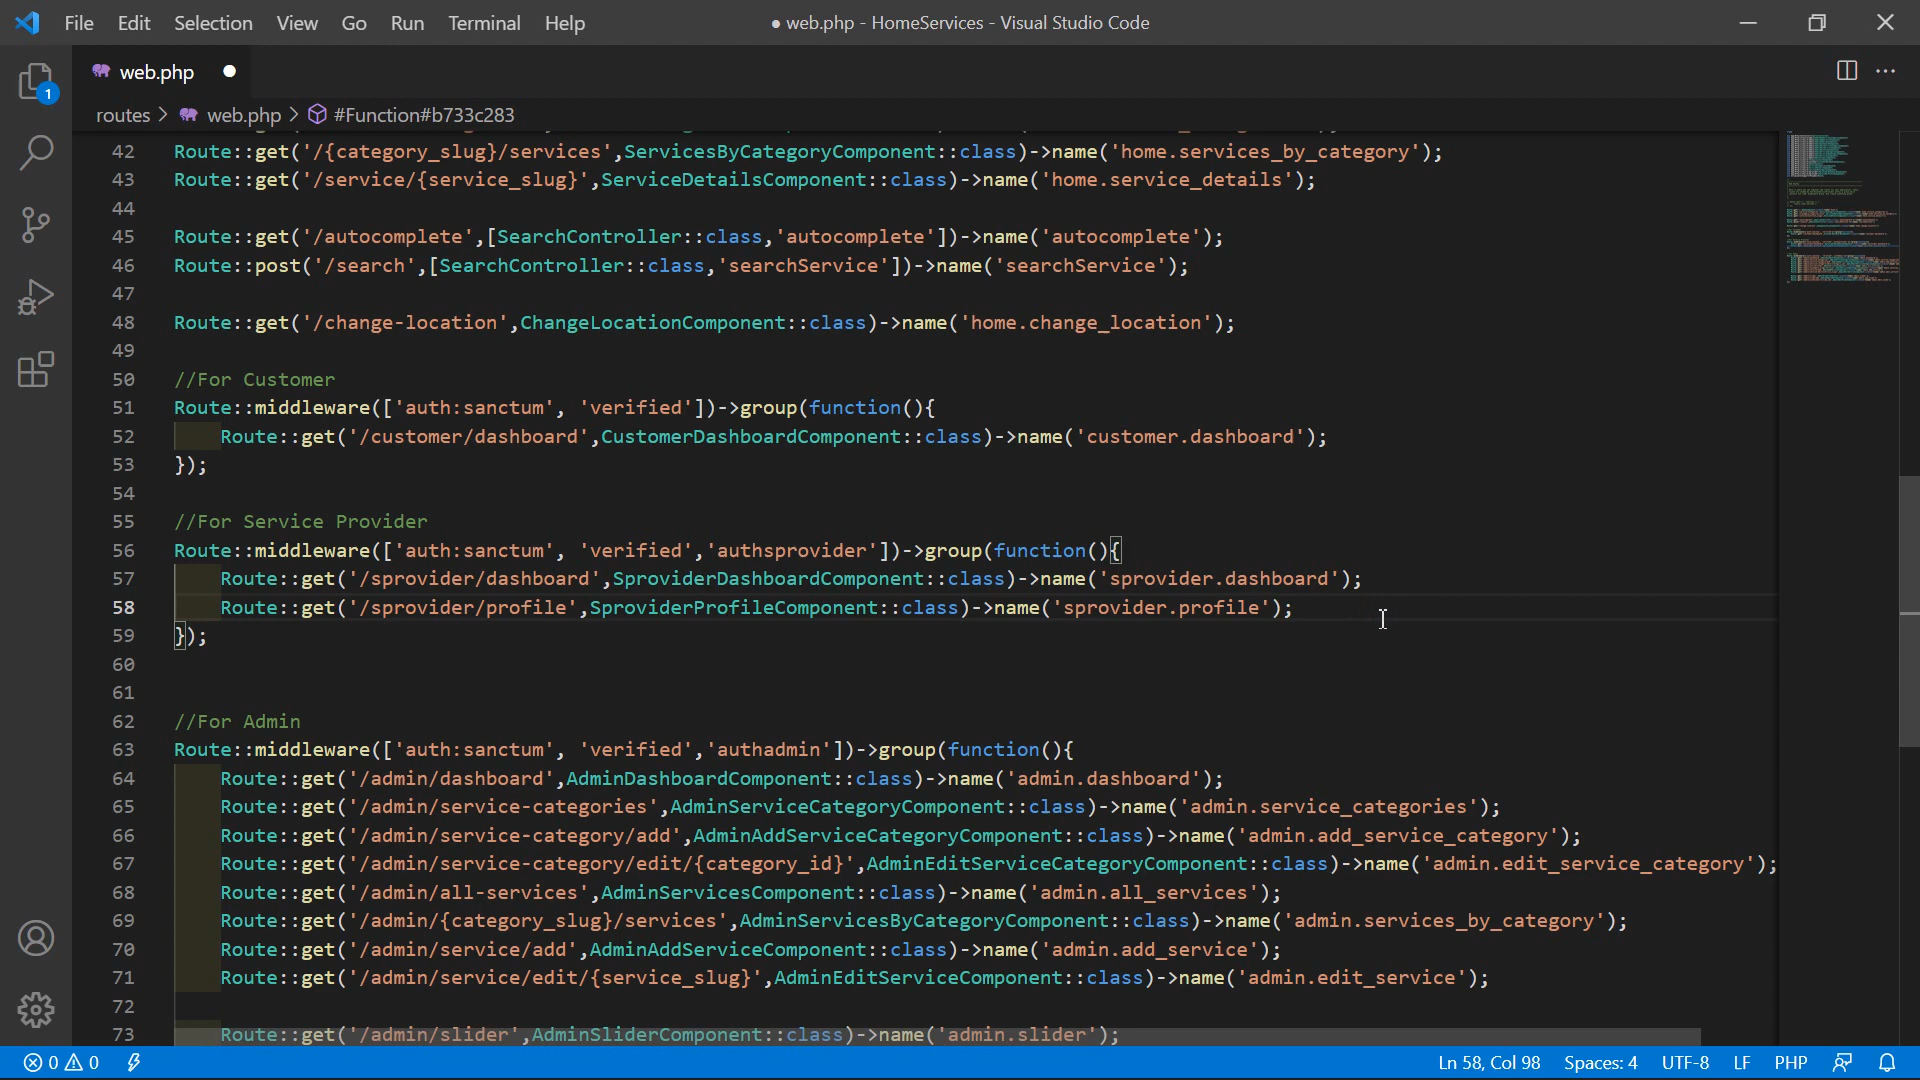 File Edit Selection View Go Run Terminal Help
● web.php - HomeServices - Visual Studio Code
web.php
routes > web.php > #Function#b733c283
1
42 Route::get('/{category_slug}/services',ServicesByCategoryComponent::class)->name('home.services_by_category');
43 Route::get('/service/{service_slug}',ServiceDetailsComponent::class)->name('home.service_details');
44
45 Route::get('/autocomplete',[SearchController::class,'autocomplete'])->name('autocomplete');
46 Route::post('/search',[SearchController::class,'searchService'])->name('searchService');
47
48 Route::get('/change-location',ChangeLocationComponent::class)->name('home.change_location');
49
50 //For Customer
51 Route::middleware(['auth:sanctum', 'verified'])->group(function(){
52     Route::get('/customer/dashboard',CustomerDashboardComponent::class)->name('customer.dashboard');
53 });
54
55 //For Service Provider
56 Route::middleware(['auth:sanctum', 'verified','authsprovider'])->group(function(){
57     Route::get('/sprovider/dashboard',SproviderDashboardComponent::class)->name('sprovider.dashboard');
58     Route::get('/sprovider/profile',SproviderProfileComponent::class)->name('sprovider.profile');
59 });
60
61
62 //For Admin
63 Route::middleware(['auth:sanctum', 'verified','authadmin'])->group(function(){
64     Route::get('/admin/dashboard',AdminDashboardComponent::class)->name('admin.dashboard');
65     Route::get('/admin/service-categories',AdminServiceCategoryComponent::class)->name('admin.service_categories');
66     Route::get('/admin/service-category/add',AdminAddServiceCategoryComponent::class)->name('admin.add_service_category');
67     Route::get('/admin/service-category/edit/{category_id}',AdminEditServiceCategoryComponent::class)->name('admin.edit_service_category');
68     Route::get('/admin/all-services',AdminServicesComponent::class)->name('admin.all_services');
69     Route::get('/admin/{category_slug}/services',AdminServicesByCategoryComponent::class)->name('admin.services_by_category');
70     Route::get('/admin/service/add',AdminAddServiceComponent::class)->name('admin.add_service');
71     Route::get('/admin/service/edit/{service_slug}',AdminEditServiceComponent::class)->name('admin.edit_service');
72
73     Route::get('/admin/slider',AdminSliderComponent::class)->name('admin.slider');
0 0 Ln 58, Col 98 Spaces: 4 UTF-8 LF PHP